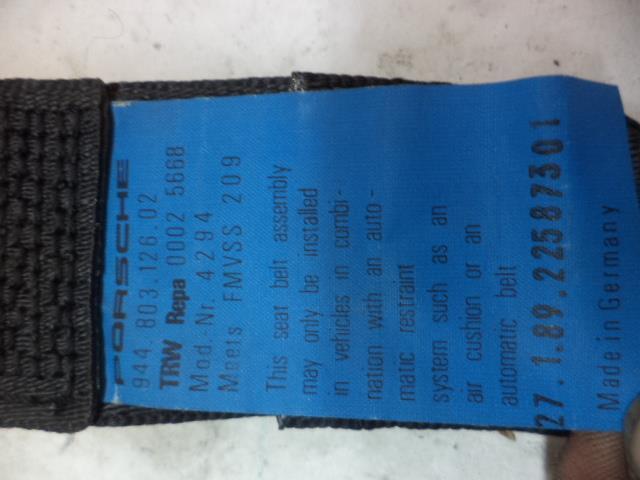 PORSCHE
944 803.126.02
TRW Repa 0002 5668
Mod. Nr. 4294
Meets FMVSS 209
This seat belt assembly
may only be installed
in vehicles in combi-
nation with an auto-
matic restraint
system such as an
air cushion or an
automatic belt
27.1.89.22587301
Made in Germany